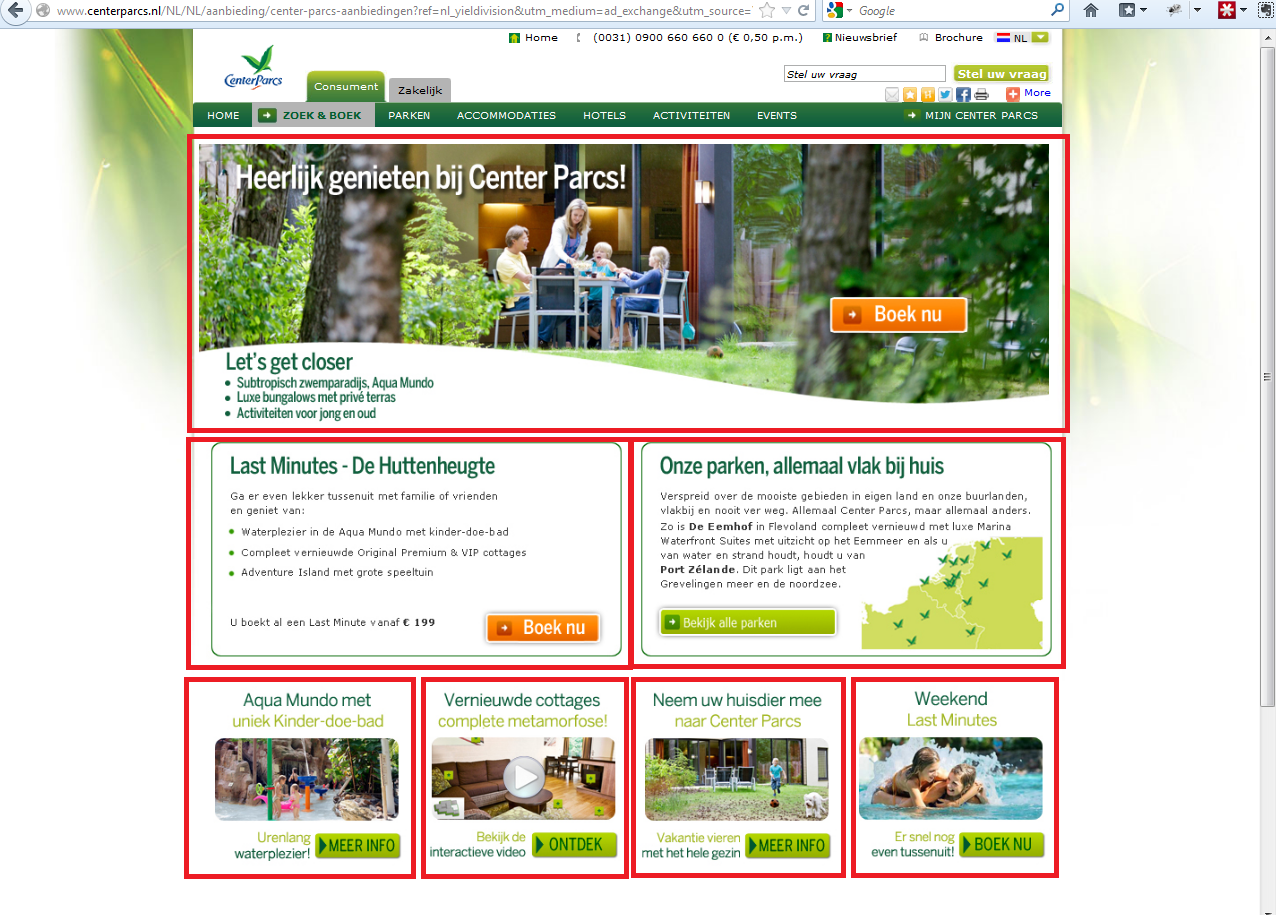 www.centerparcs.nl/NL/NL/aanbieding/center-parcs-aanbiedingen?ref=nl_yieldivision&utm_medium=ad_exchange&utm_source=
Google
Home
(0031) 0900 660 660 0 (€ 0,50 p.m.)
Nieuwsbrief
Brochure
NL
CenterParcs
Consument
Zakelijk
Stel uw vraag
Stel uw vraag
More
HOME
ZOEK & BOEK
PARKEN
ACCOMMODATIES
HOTELS
ACTIVITEITEN
EVENTS
MIJN CENTER PARCS
Heerlijk genieten bij Center Parcs!
Boek nu
Let's get closer
• Subtropisch zwemparadijs, Aqua Mundo
• Luxe bungalows met privé terras
• Activiteiten voor jong en oud
Last Minutes - De Huttenheugte
Ga er even lekker tussenuit met familie of vrienden
en geniet van:
• Waterplezier in de Aqua Mundo met kinder-doe-bad
• Compleet vernieuwde Original Premium & VIP cottages
• Adventure Island met grote speeltuin
U boekt al een Last Minute vanaf € 199
Boek nu
Onze parken, allemaal vlak bij huis
Verspreid over de mooiste gebieden in eigen land en onze buurlanden,
vlakbij en nooit ver weg. Allemaal Center Parcs, maar allemaal anders.
Zo is De Eemhof in Flevoland compleet vernieuwd met luxe Marina
Waterfront Suites met uitzicht op het Eemmeer en als u
van water en strand houdt, houdt u van
Port Zélande. Dit park ligt aan het
Grevelingen meer en de noordzee.
Bekijk alle parken
Aqua Mundo met
uniek Kinder-doe-bad
Urenlang
waterplezier!
MEER INFO
Vernieuwde cottages
complete metamorfose!
Bekijk de
interactieve video
ONTDEK
Neem uw huisdier mee
naar Center Parcs
Vakantie vieren
met het hele gezin
MEER INFO
Weekend
Last Minutes
Er snel nog
even tussenuit!
BOEK NU